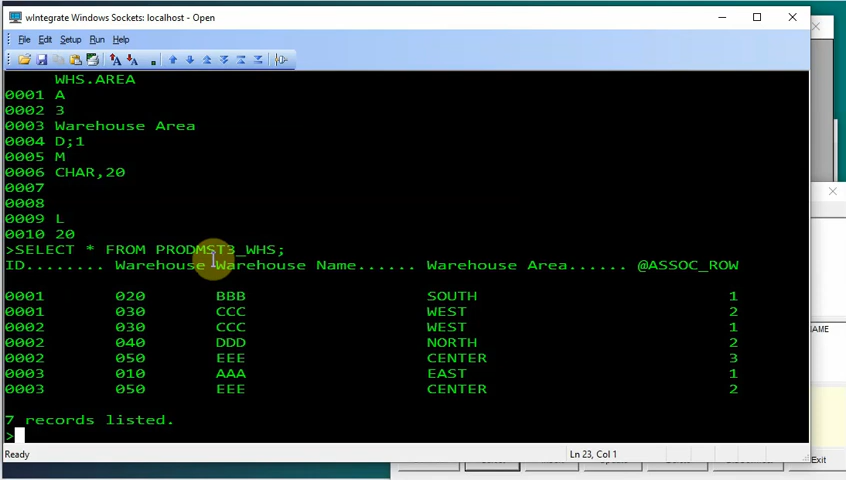 wIntegrate Windows Sockets: localhost - Open
File Edit Setup Run Help
WHS.AREA
0001 A
0002 3
0003 Warehouse Area
0004 D;1
0005 M
0006 CHAR,20
0007
0008
0009 L
0010 20
>SELECT * FROM PRODMST3_WHS;
ID........ Warehouse Warehouse Name...... Warehouse Area...... @ASSOC_ROW
0001 020 BBB SOUTH 1
0001 030 CCC WEST 2
0002 030 CCC WEST 1
0002 040 DDD NORTH 2
0002 050 EEE CENTER 3
0003 010 AAA EAST 1
0003 050 EEE CENTER 2
7 records listed.
>
Ready Ln 23, Col 1
NAME
Exit